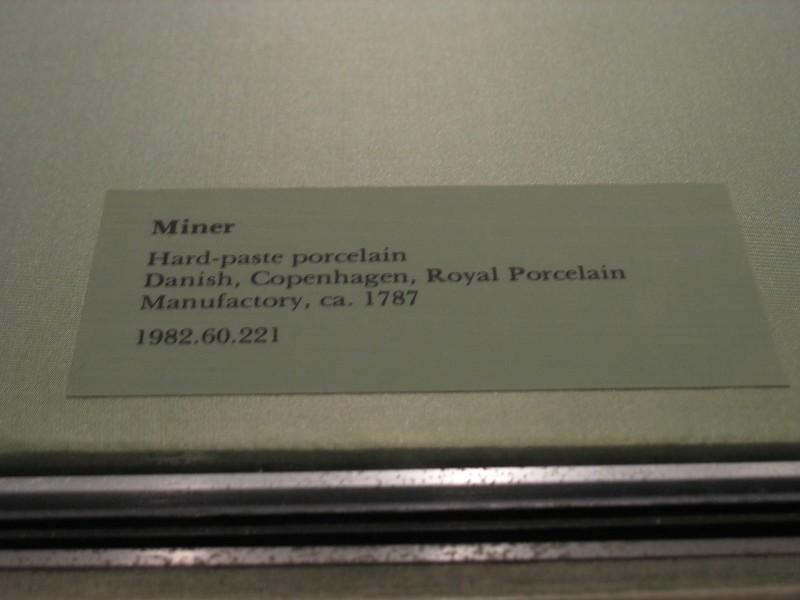 Miner
Hard-paste porcelain
Danish, Copenhagen, Royal Porcelain
Manufactory, ca. 1787
1982.60.221